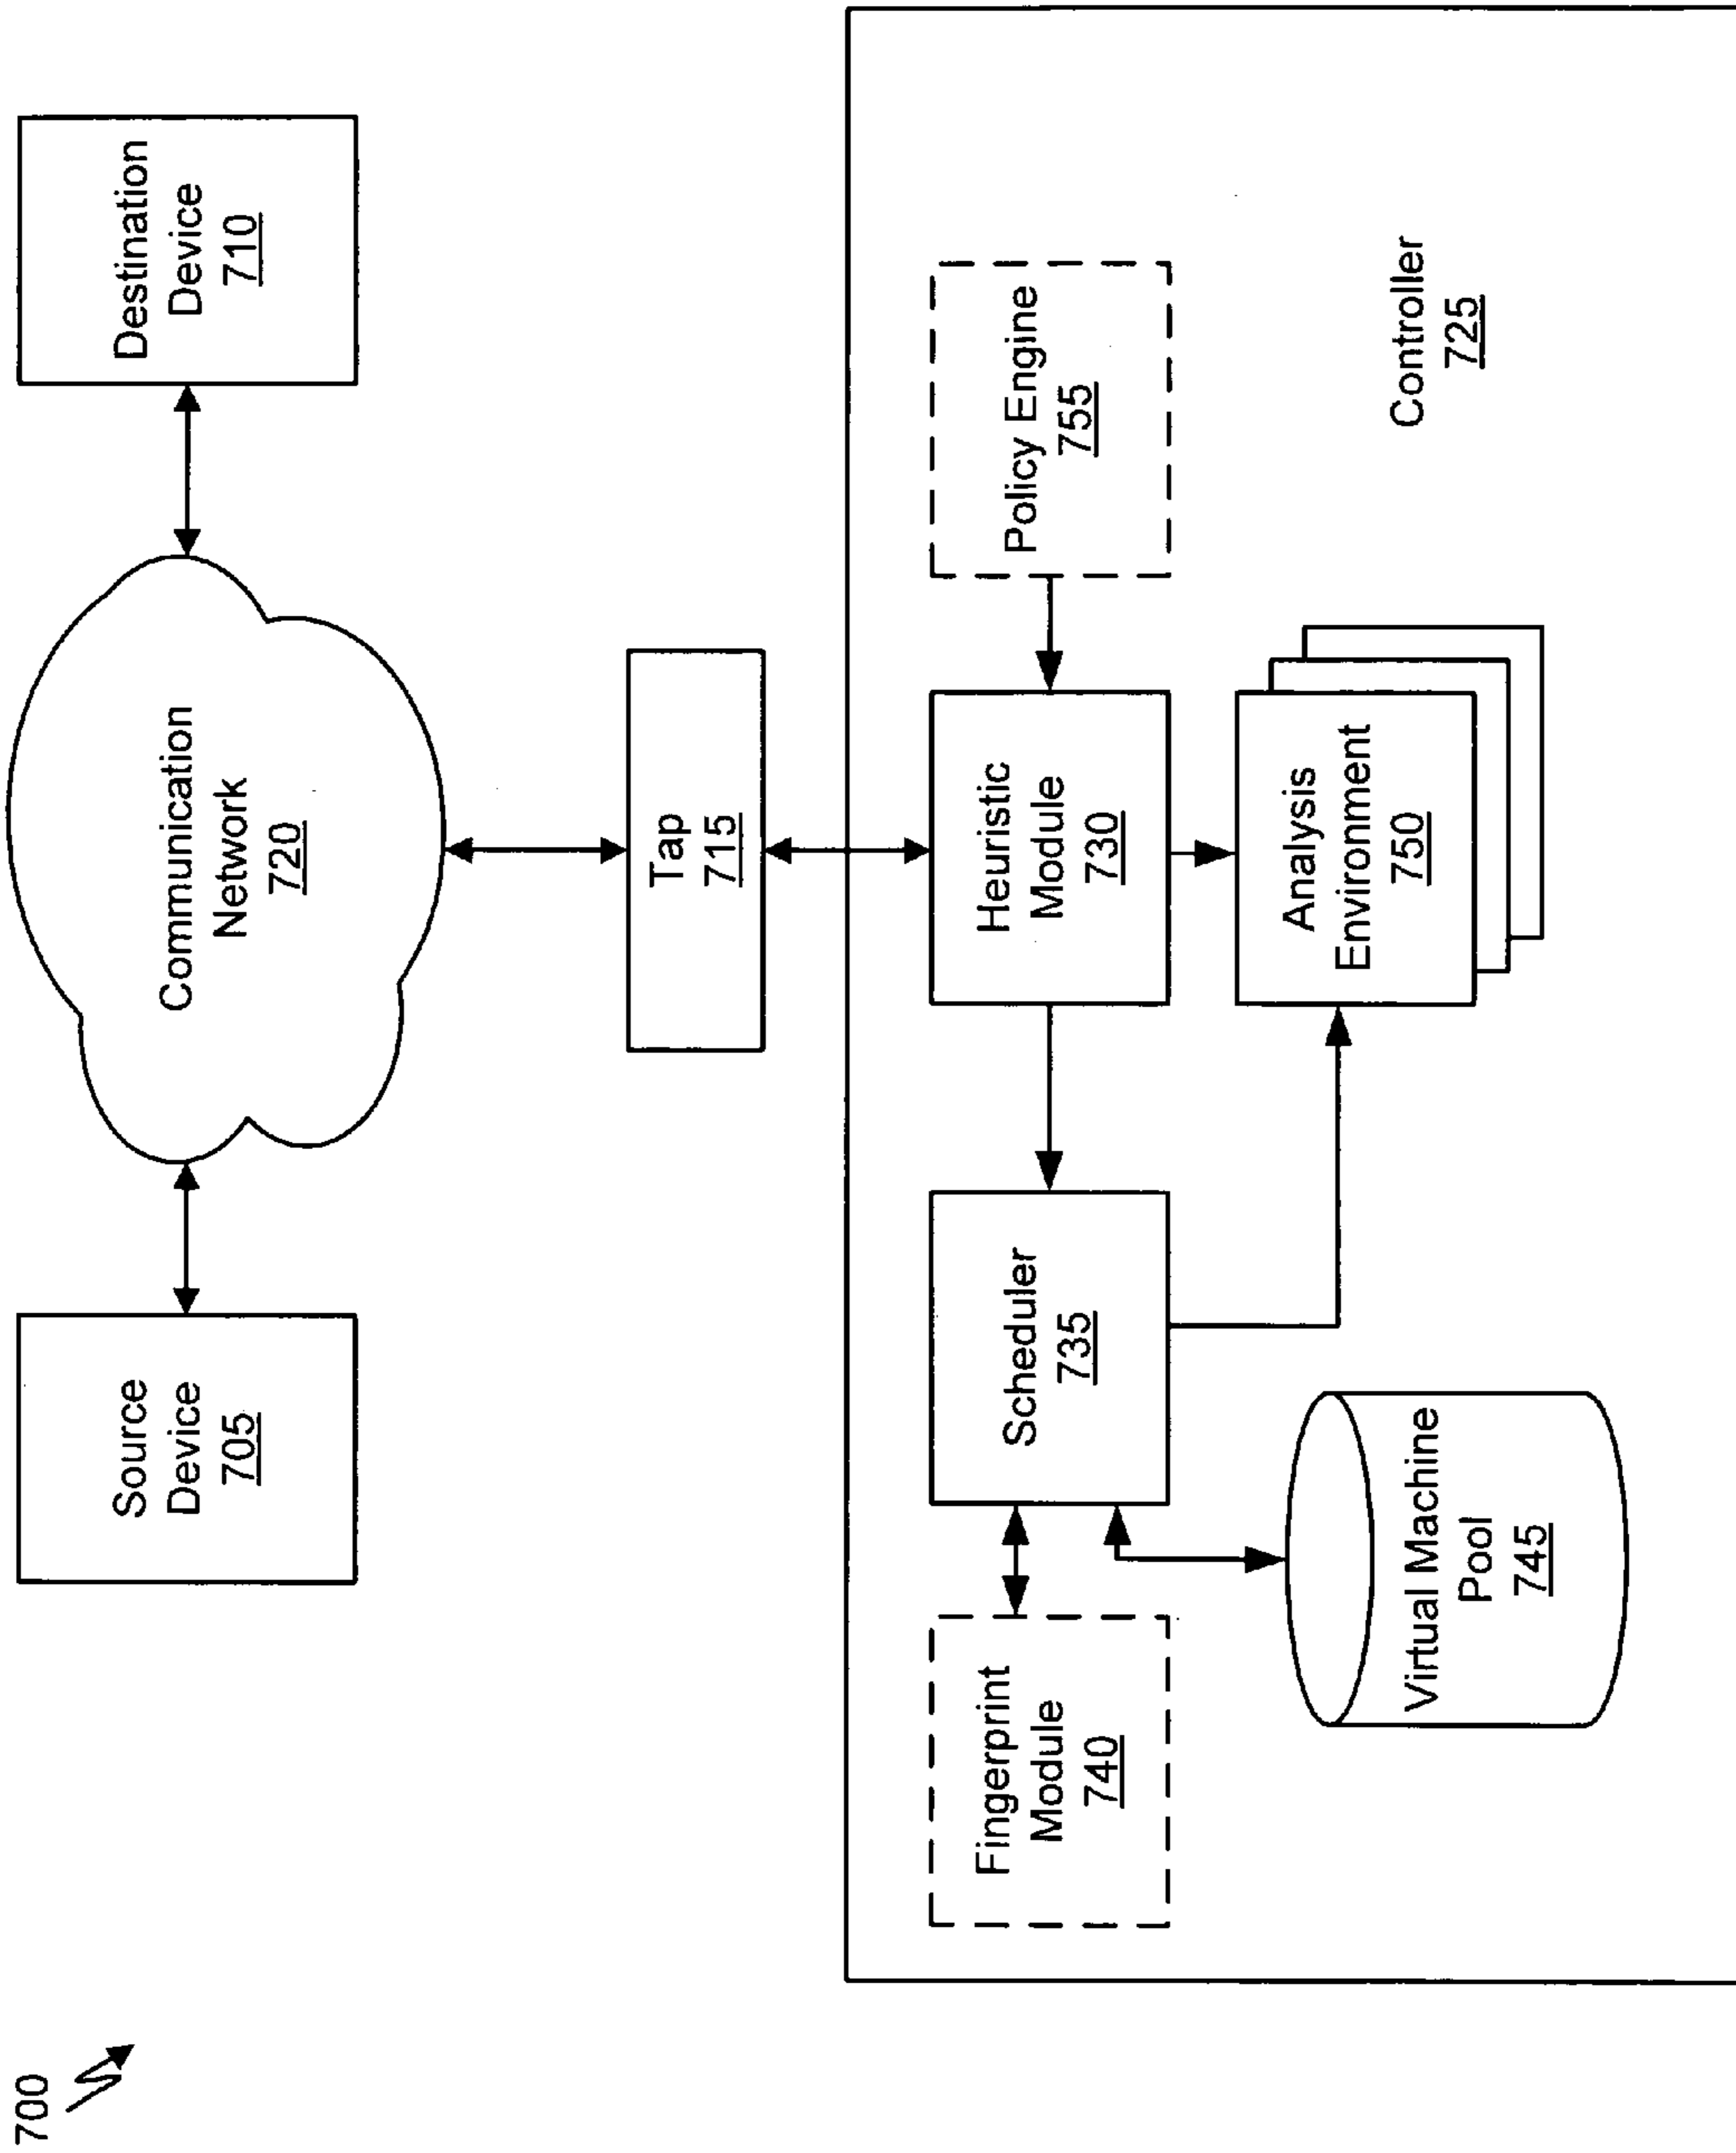 700
Source
Device
705
Communication
Network
720
Destination
Device
710
Tap
715
Fingerprint
Module
740
Scheduler
735
Heuristic
Module
730
Policy Engine
755
Virtual Machine
Pool
745
Analysis
Environment
750
Controller
725